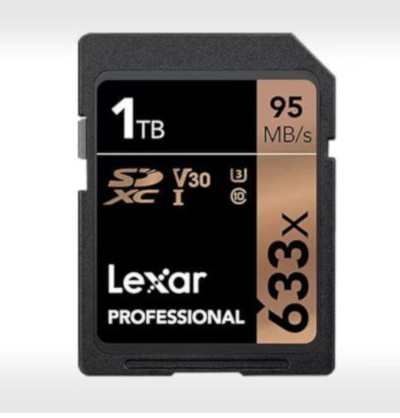 1TB
95
MB/s
SD
XC
V30
I
3
10
Lexar
PROFESSIONAL
633x